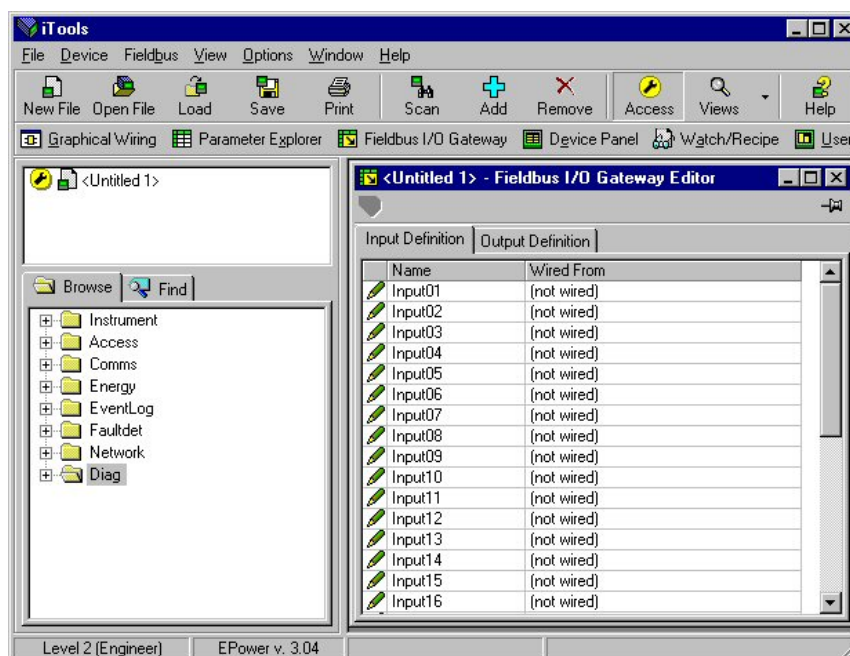 iTools
File Device Fieldbus View Options Window Help
New File Open File Load Save Print Scan Add Remove Access Views Help
Graphical Wiring Parameter Explorer Fieldbus I/O Gateway Device Panel Watch/Recipe User
<Untitled 1>
Browse Find
Instrument
Access
Comms
Energy
EventLog
Faultdet
Network
Diag
<Untitled 1> - Fieldbus I/O Gateway Editor
Input Definition Output Definition
Name Wired From
Input01 (not wired)
Input02 (not wired)
Input03 (not wired)
Input04 (not wired)
Input05 (not wired)
Input06 (not wired)
Input07 (not wired)
Input08 (not wired)
Input09 (not wired)
Input10 (not wired)
Input11 (not wired)
Input12 (not wired)
Input13 (not wired)
Input14 (not wired)
Input15 (not wired)
Input16 (not wired)
Level 2 (Engineer) EPower v. 3.04